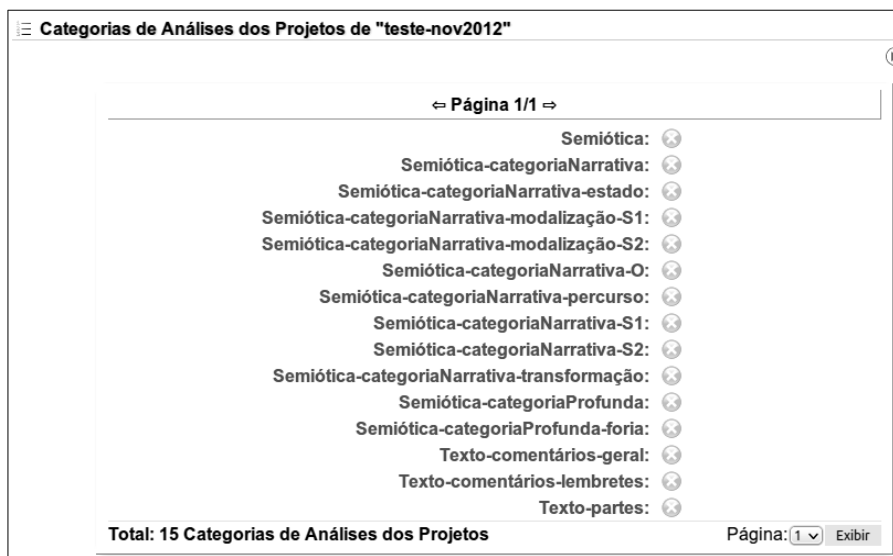 Categorias de Análises dos Projetos de "teste-nov2012"
⇦ Página 1/1 ⇨
Semiótica:
Semiótica-categoriaNarrativa:
Semiótica-categoriaNarrativa-estado:
Semiótica-categoriaNarrativa-modalização-S1:
Semiótica-categoriaNarrativa-modalização-S2:
Semiótica-categoriaNarrativa-O:
Semiótica-categoriaNarrativa-percurso:
Semiótica-categoriaNarrativa-S1:
Semiótica-categoriaNarrativa-S2:
Semiótica-categoriaNarrativa-transformação:
Semiótica-categoriaProfunda:
Semiótica-categoriaProfunda-foria:
Texto-comentários-geral:
Texto-comentários-lembretes:
Texto-partes:
Total: 15 Categorias de Análises dos Projetos Página: 1 Exibir